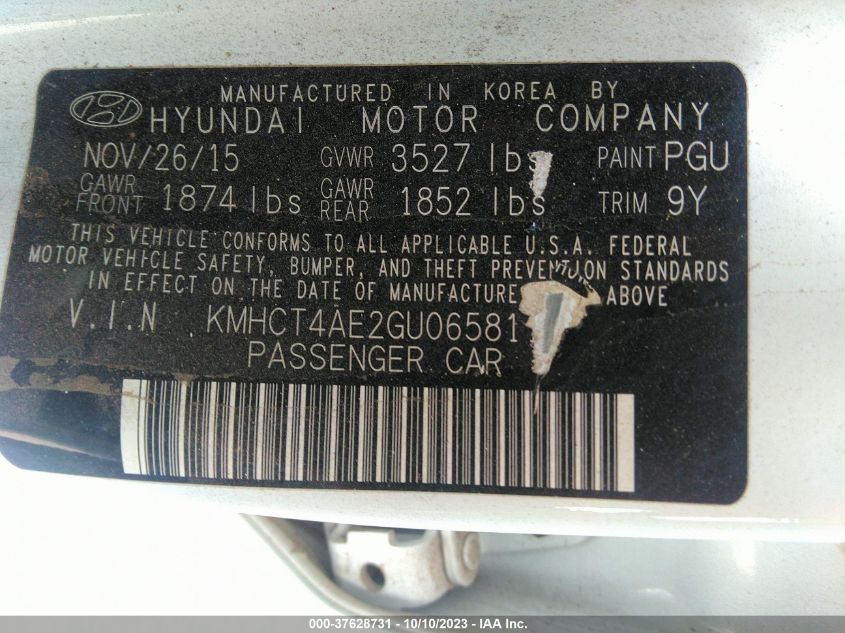 MANUFACTURED IN KOREA BY
HYUNDAI MOTOR COMPANY
NOV/26/15 GVWR 3527 lbs PAINT PGU
GAWR FRONT 1874 lbs GAWR REAR 1852 lbs TRIM 9Y
THIS VEHICLE CONFORMS TO ALL APPLICABLE U.S.A. FEDERAL
MOTOR VEHICLE SAFETY, BUMPER, AND THEFT PREVENTION STANDARDS
IN EFFECT ON THE DATE OF MANUFACTURE ABOVE
V.I.N KMHCT4AE2GU06581
PASSENGER CAR
000-37628731 - 10/10/2023 - IAA Inc.